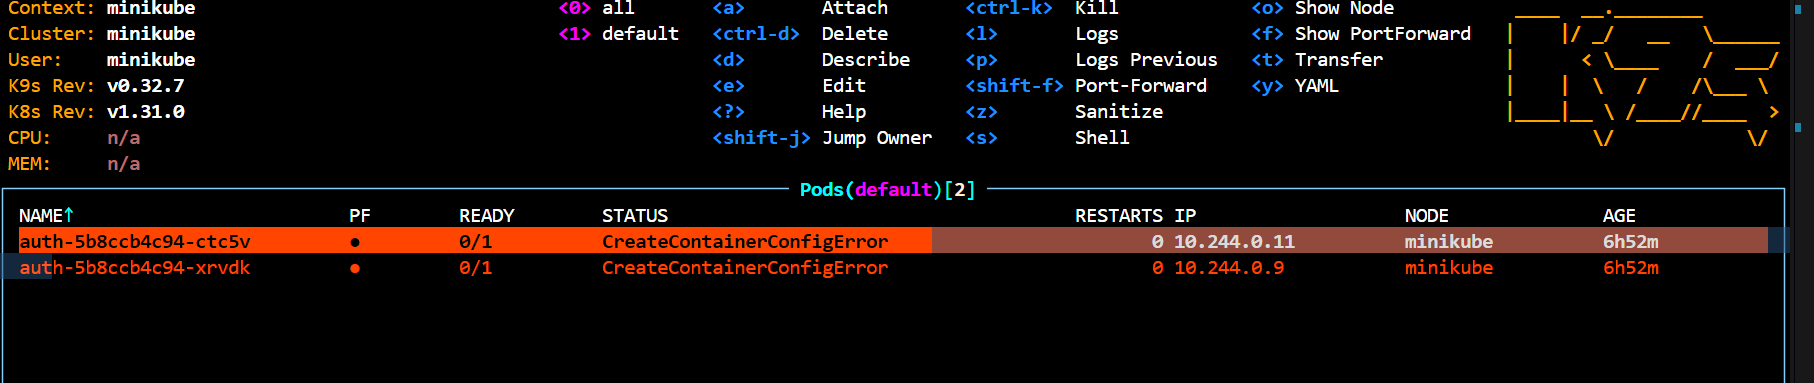 Context: minikube <0> all <a> Attach <ctrl-k> Kill <o> Show Node
Cluster: minikube <1> default <ctrl-d> Delete <l> Logs <f> Show PortForward
User: minikube <d> Describe <p> Logs Previous <t> Transfer
K9s Rev: v0.32.7 <e> Edit <shift-f> Port-Forward <y> YAML
K8s Rev: v1.31.0 <?> Help <z> Sanitize
CPU: n/a <shift-j> Jump Owner <s> Shell
MEM: n/a
Pods(default)[2]
NAME↑ PF READY STATUS RESTARTS IP NODE AGE
auth-5b8ccb4c94-ctc5v ● 0/1 CreateContainerConfigError 0 10.244.0.11 minikube 6h52m
auth-5b8ccb4c94-xrvdk ● 0/1 CreateContainerConfigError 0 10.244.0.9 minikube 6h52m